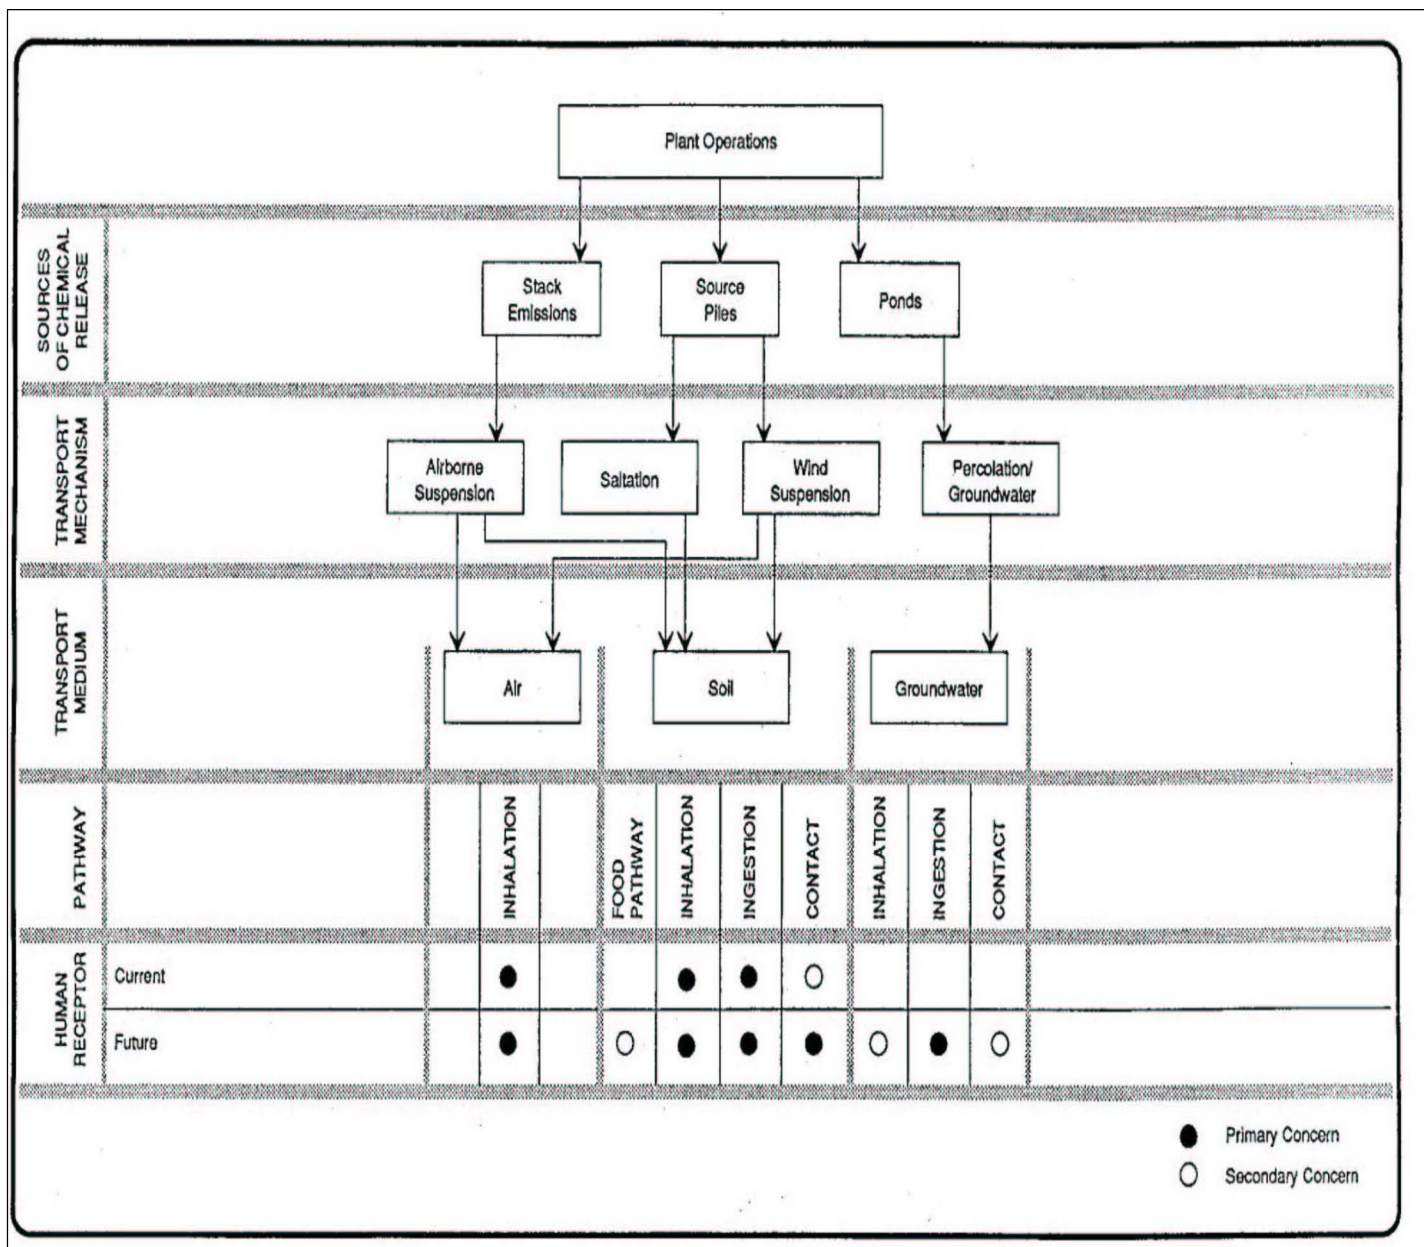 Plant Operations
SOURCES
OF CHEMICAL
RELEASE
Stack
Emissions
Source
Piles
Ponds
TRANSPORT
MECHANISM
Airborne
Suspension
Saltation
Wind
Suspension
Percolation/
Groundwater
TRANSPORT
MEDIUM
Air
Soil
Groundwater
PATHWAY
INHALATION
FOOD
PATHWAY
INHALATION
INGESTION
CONTACT
INHALATION
INGESTION
CONTACT
HUMAN
RECEPTOR
Current
Future
Primary Concern
Secondary Concern